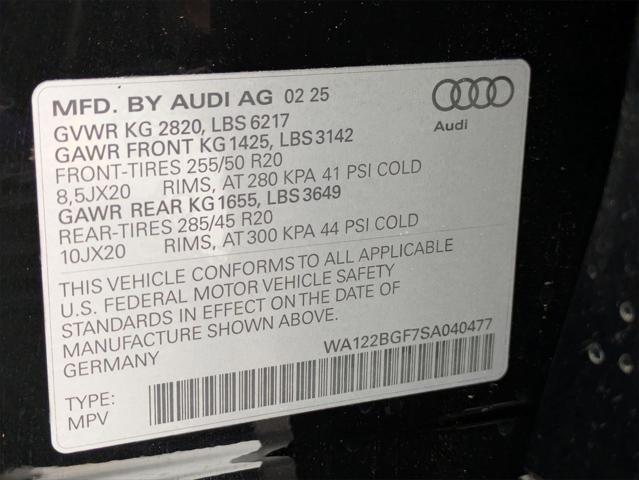 MFD. BY AUDI AG 02 25
GVWR KG 2820, LBS 6217
GAWR FRONT KG 1425, LBS 3142
FRONT-TIRES 255/50 R20
8,5JX20 RIMS, AT 280 KPA 41 PSI COLD
GAWR REAR KG 1655, LBS 3649
REAR-TIRES 285/45 R20
10JX20 RIMS, AT 300 KPA 44 PSI COLD
Audi
THIS VEHICLE CONFORMS TO ALL APPLICABLE
U.S. FEDERAL MOTOR VEHICLE SAFETY
STANDARDS IN EFFECT ON THE DATE OF
MANUFACTURE SHOWN ABOVE.
GERMANY WA122BGF7SA040477
TYPE:
MPV